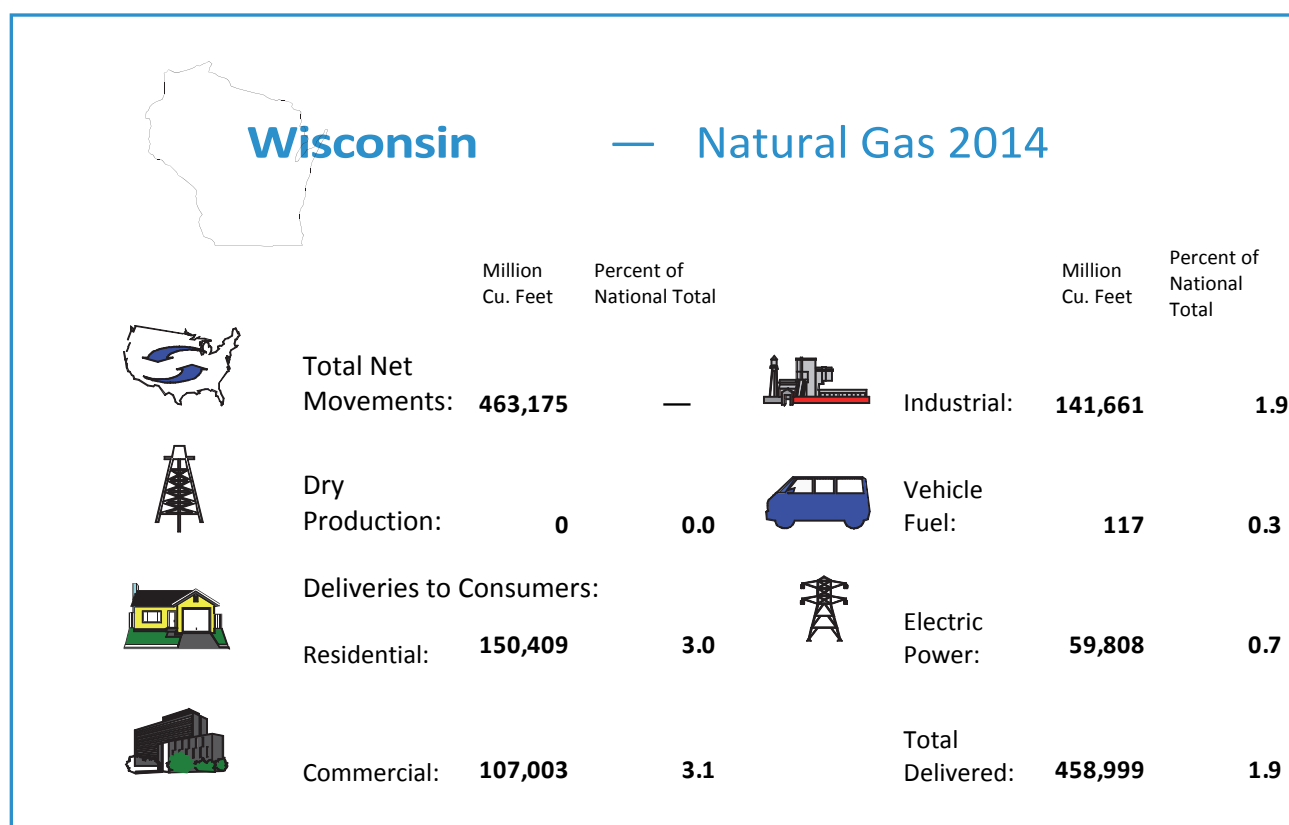 Wisconsin — Natural Gas 2014
Million
Cu. Feet
Percent of
National Total
Total Net
Movements: 463,175 —
Dry
Production: 0 0.0
Deliveries to Consumers:
Residential: 150,409 3.0
Commercial: 107,003 3.1
Million
Cu. Feet
Percent of
National
Total
Industrial: 141,661 1.9
Vehicle
Fuel: 117 0.3
Electric
Power: 59,808 0.7
Total
Delivered: 458,999 1.9